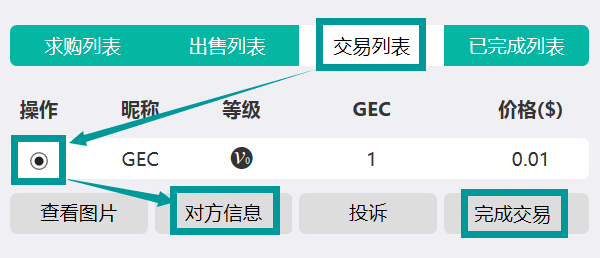 求购列表 出售列表 交易列表 已完成列表
操作 昵称 等级 GEC 价格($)
GEC V0 1 0.01
查看图片 对方信息 投诉 完成交易